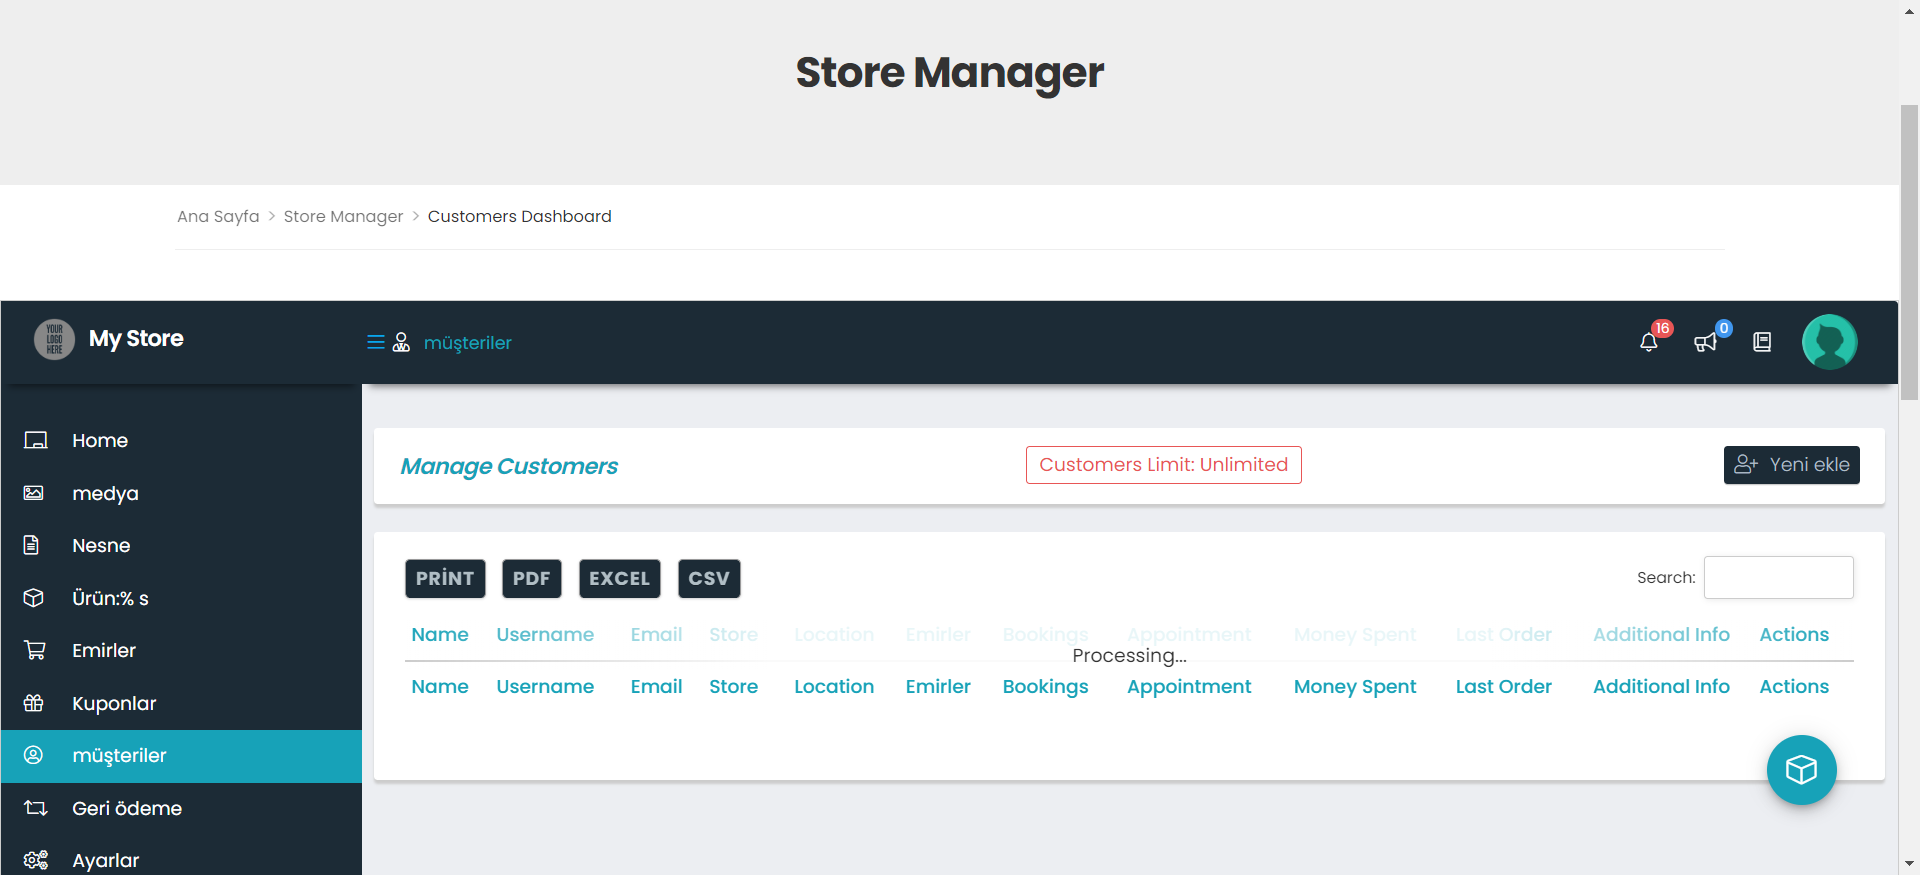 Store Manager
Ana Sayfa > Store Manager > Customers Dashboard
YOUR LOGO HERE
My Store
müşteriler
16
0
Home
medya
Nesne
Ürün:% s
Emirler
Kuponlar
müşteriler
Geri ödeme
Ayarlar
Manage Customers
Customers Limit: Unlimited
Yeni ekle
PRİNT PDF EXCEL CSV
Search:
Name Username Email Store Location Emirler Bookings Appointment Money Spent Last Order Additional Info Actions
Processing...
Name Username Email Store Location Emirler Bookings Appointment Money Spent Last Order Additional Info Actions